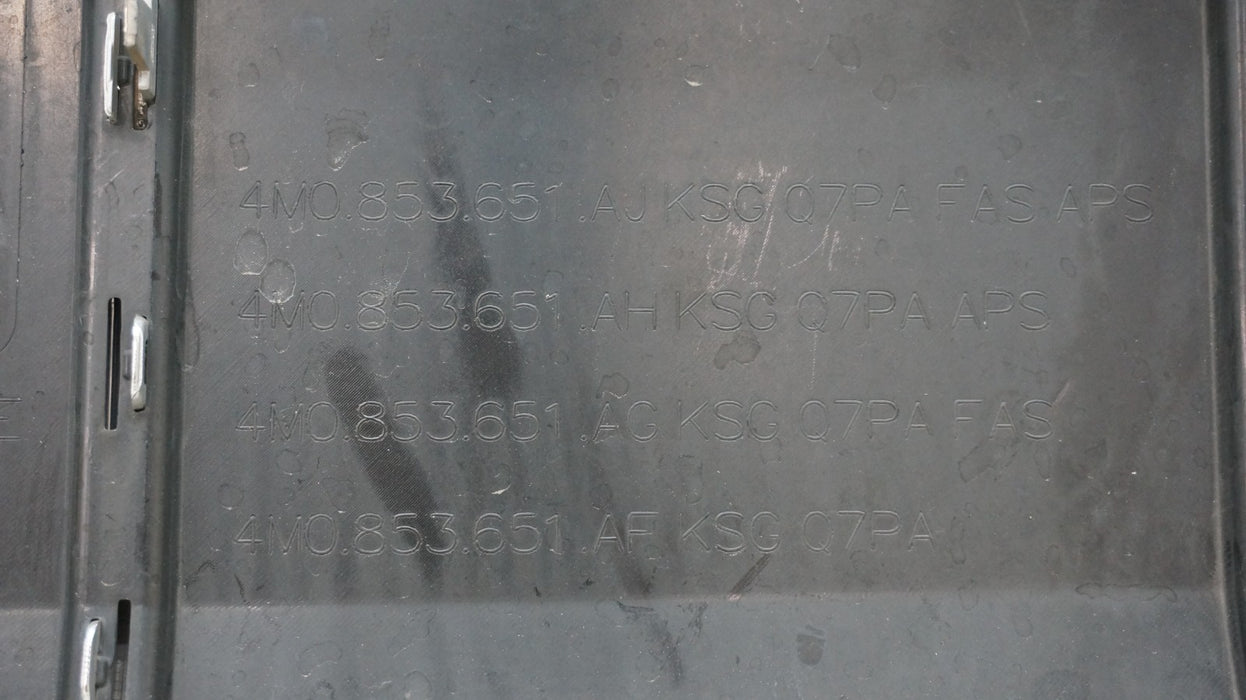 4M0.853.651.AJ KSG Q7PA FAS APS
4M0.853.651.AH KSG Q7PA APS
4M0.853.651.AG KSG Q7PA FAS
4M0.853.651.AF KSG Q7PA